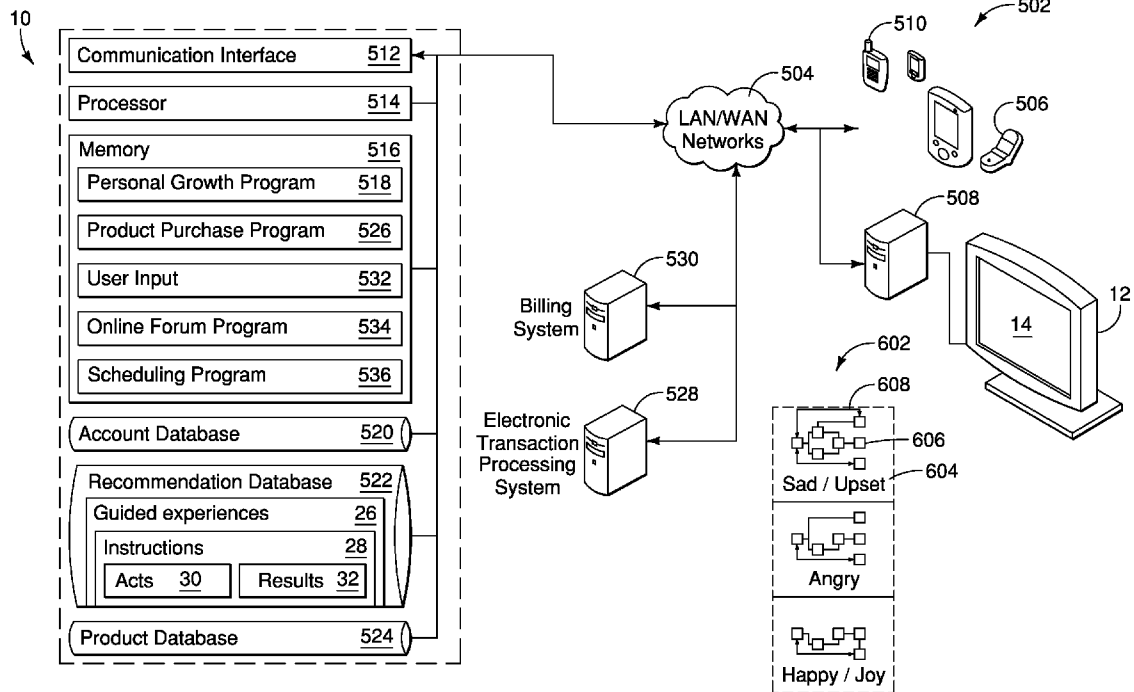 10
Communication Interface 512
Processor 514
Memory 516
Personal Growth Program 518
Product Purchase Program 526
User Input 532
Online Forum Program 534
Scheduling Program 536
Account Database 520
Recommendation Database 522
Guided experiences 26
Instructions 28
Acts 30 Results 32
Product Database 524
504
LAN/WAN
Networks
502
510
506
508
12
14
530
Billing
System
528
Electronic
Transaction
Processing
System
602
608
606
604
Sad / Upset
Angry
Happy / Joy